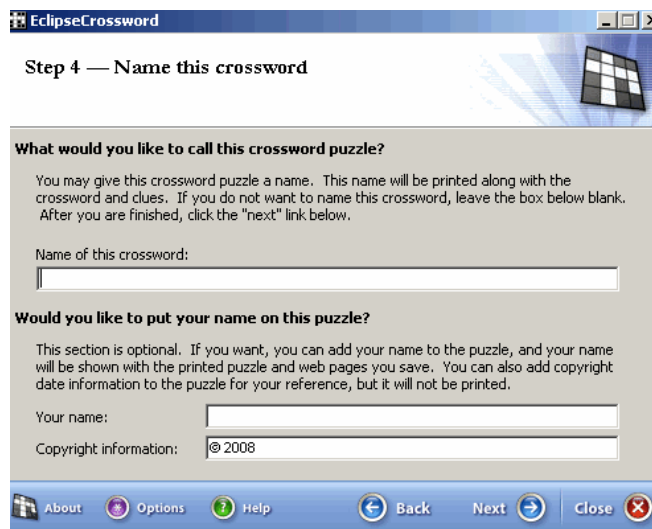 EclipseCrossword
Step 4 — Name this crossword
What would you like to call this crossword puzzle?
You may give this crossword puzzle a name. This name will be printed along with the
crossword and clues. If you do not want to name this crossword, leave the box below blank.
After you are finished, click the "next" link below.
Name of this crossword:
Would you like to put your name on this puzzle?
This section is optional. If you want, you can add your name to the puzzle, and your name
will be shown with the printed puzzle and web pages you save. You can also add copyright
date information to the puzzle for your reference, but it will not be printed.
Your name:
Copyright information: © 2008
About Options Help Back Next Close